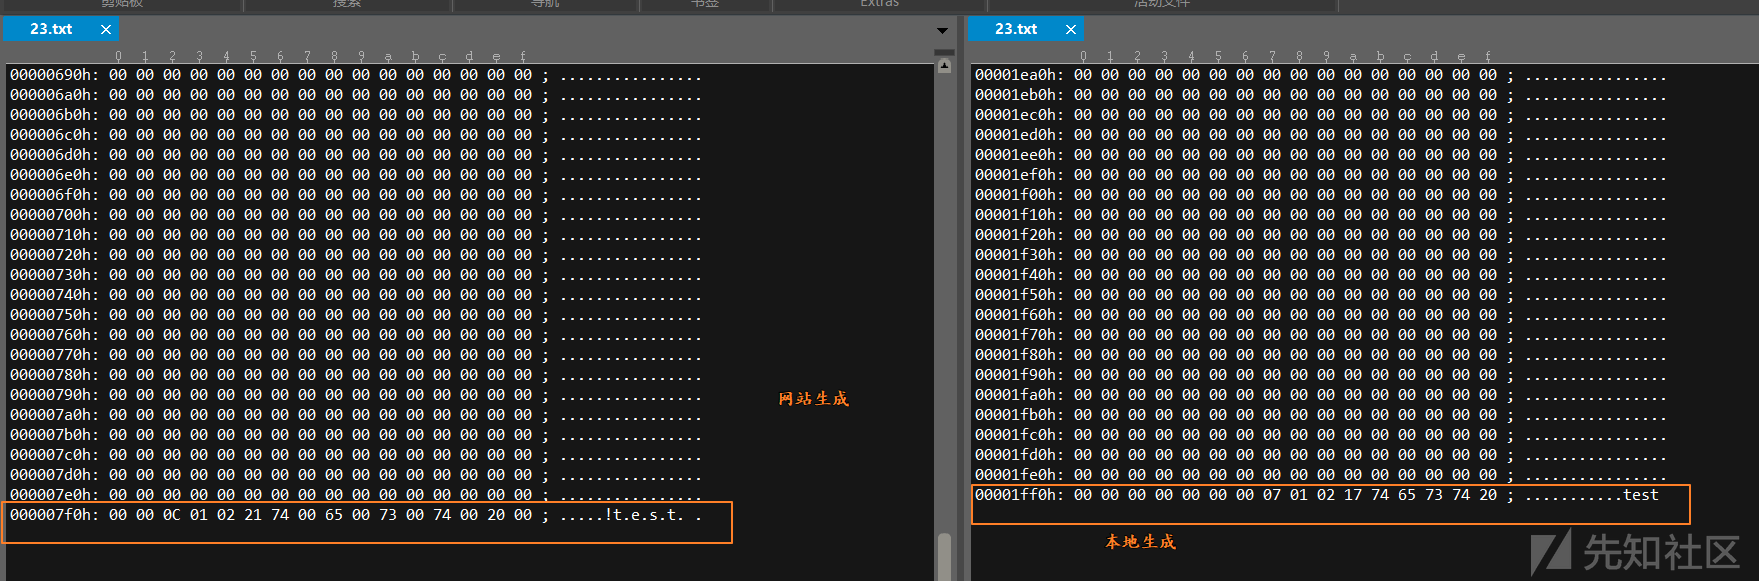 剪贴板 搜索 导航 书签 Extras 活动文件
23.txt ×
0 1 2 3 4 5 6 7 8 9 a b c d e f
00000690h: 00 00 00 00 00 00 00 00 00 00 00 00 00 00 00 00 ; ................
000006a0h: 00 00 00 00 00 00 00 00 00 00 00 00 00 00 00 00 ; ................
000006b0h: 00 00 00 00 00 00 00 00 00 00 00 00 00 00 00 00 ; ................
000006c0h: 00 00 00 00 00 00 00 00 00 00 00 00 00 00 00 00 ; ................
000006d0h: 00 00 00 00 00 00 00 00 00 00 00 00 00 00 00 00 ; ................
000006e0h: 00 00 00 00 00 00 00 00 00 00 00 00 00 00 00 00 ; ................
000006f0h: 00 00 00 00 00 00 00 00 00 00 00 00 00 00 00 00 ; ................
00000700h: 00 00 00 00 00 00 00 00 00 00 00 00 00 00 00 00 ; ................
00000710h: 00 00 00 00 00 00 00 00 00 00 00 00 00 00 00 00 ; ................
00000720h: 00 00 00 00 00 00 00 00 00 00 00 00 00 00 00 00 ; ................
00000730h: 00 00 00 00 00 00 00 00 00 00 00 00 00 00 00 00 ; ................
00000740h: 00 00 00 00 00 00 00 00 00 00 00 00 00 00 00 00 ; ................
00000750h: 00 00 00 00 00 00 00 00 00 00 00 00 00 00 00 00 ; ................
00000760h: 00 00 00 00 00 00 00 00 00 00 00 00 00 00 00 00 ; ................
00000770h: 00 00 00 00 00 00 00 00 00 00 00 00 00 00 00 00 ; ................
00000780h: 00 00 00 00 00 00 00 00 00 00 00 00 00 00 00 00 ; ................
00000790h: 00 00 00 00 00 00 00 00 00 00 00 00 00 00 00 00 ; ................
000007a0h: 00 00 00 00 00 00 00 00 00 00 00 00 00 00 00 00 ; ................
000007b0h: 00 00 00 00 00 00 00 00 00 00 00 00 00 00 00 00 ; ................
000007c0h: 00 00 00 00 00 00 00 00 00 00 00 00 00 00 00 00 ; ................
000007d0h: 00 00 00 00 00 00 00 00 00 00 00 00 00 00 00 00 ; ................
000007e0h: 00 00 00 00 00 00 00 00 00 00 00 00 00 00 00 00 ; ................
000007f0h: 00 00 0C 01 02 21 74 00 65 00 73 00 74 00 20 00 ; .....!t.e.s.t. .
网站生成
23.txt ×
0 1 2 3 4 5 6 7 8 9 a b c d e f
00001ea0h: 00 00 00 00 00 00 00 00 00 00 00 00 00 00 00 00 ; ................
00001eb0h: 00 00 00 00 00 00 00 00 00 00 00 00 00 00 00 00 ; ................
00001ec0h: 00 00 00 00 00 00 00 00 00 00 00 00 00 00 00 00 ; ................
00001ed0h: 00 00 00 00 00 00 00 00 00 00 00 00 00 00 00 00 ; ................
00001ee0h: 00 00 00 00 00 00 00 00 00 00 00 00 00 00 00 00 ; ................
00001ef0h: 00 00 00 00 00 00 00 00 00 00 00 00 00 00 00 00 ; ................
00001f00h: 00 00 00 00 00 00 00 00 00 00 00 00 00 00 00 00 ; ................
00001f10h: 00 00 00 00 00 00 00 00 00 00 00 00 00 00 00 00 ; ................
00001f20h: 00 00 00 00 00 00 00 00 00 00 00 00 00 00 00 00 ; ................
00001f30h: 00 00 00 00 00 00 00 00 00 00 00 00 00 00 00 00 ; ................
00001f40h: 00 00 00 00 00 00 00 00 00 00 00 00 00 00 00 00 ; ................
00001f50h: 00 00 00 00 00 00 00 00 00 00 00 00 00 00 00 00 ; ................
00001f60h: 00 00 00 00 00 00 00 00 00 00 00 00 00 00 00 00 ; ................
00001f70h: 00 00 00 00 00 00 00 00 00 00 00 00 00 00 00 00 ; ................
00001f80h: 00 00 00 00 00 00 00 00 00 00 00 00 00 00 00 00 ; ................
00001f90h: 00 00 00 00 00 00 00 00 00 00 00 00 00 00 00 00 ; ................
00001fa0h: 00 00 00 00 00 00 00 00 00 00 00 00 00 00 00 00 ; ................
00001fb0h: 00 00 00 00 00 00 00 00 00 00 00 00 00 00 00 00 ; ................
00001fc0h: 00 00 00 00 00 00 00 00 00 00 00 00 00 00 00 00 ; ................
00001fd0h: 00 00 00 00 00 00 00 00 00 00 00 00 00 00 00 00 ; ................
00001fe0h: 00 00 00 00 00 00 00 00 00 00 00 00 00 00 00 00 ; ................
00001ff0h: 00 00 00 00 00 00 00 07 01 02 17 74 65 73 74 20 ; ...........test
本地生成
先知社区